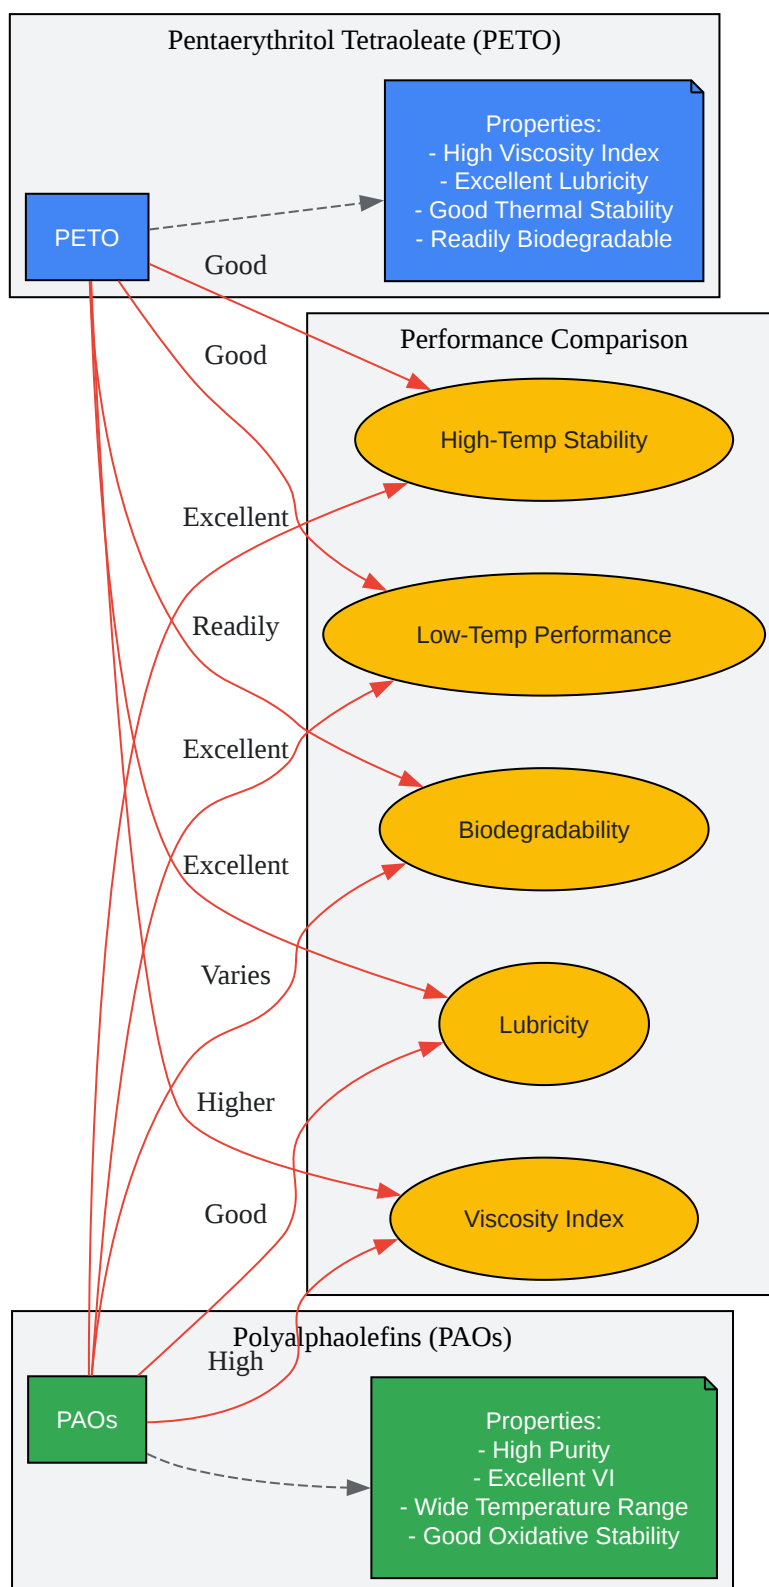 Pentaerythritol Tetraoleate (PETO)
Properties:
- High Viscosity Index
- Excellent Lubricity
- Good Thermal Stability
- Readily Biodegradable
PETO
Good
Performance Comparison
Good
High-Temp Stability
Excellent
Readily
Low-Temp Performance
Excellent
Biodegradability
Excellent
Varies
Lubricity
Higher
Good
Viscosity Index
Polyalphaolefins (PAOs)
High
PAOs
Properties:
- High Purity
- Excellent VI
- Wide Temperature Range
- Good Oxidative Stability